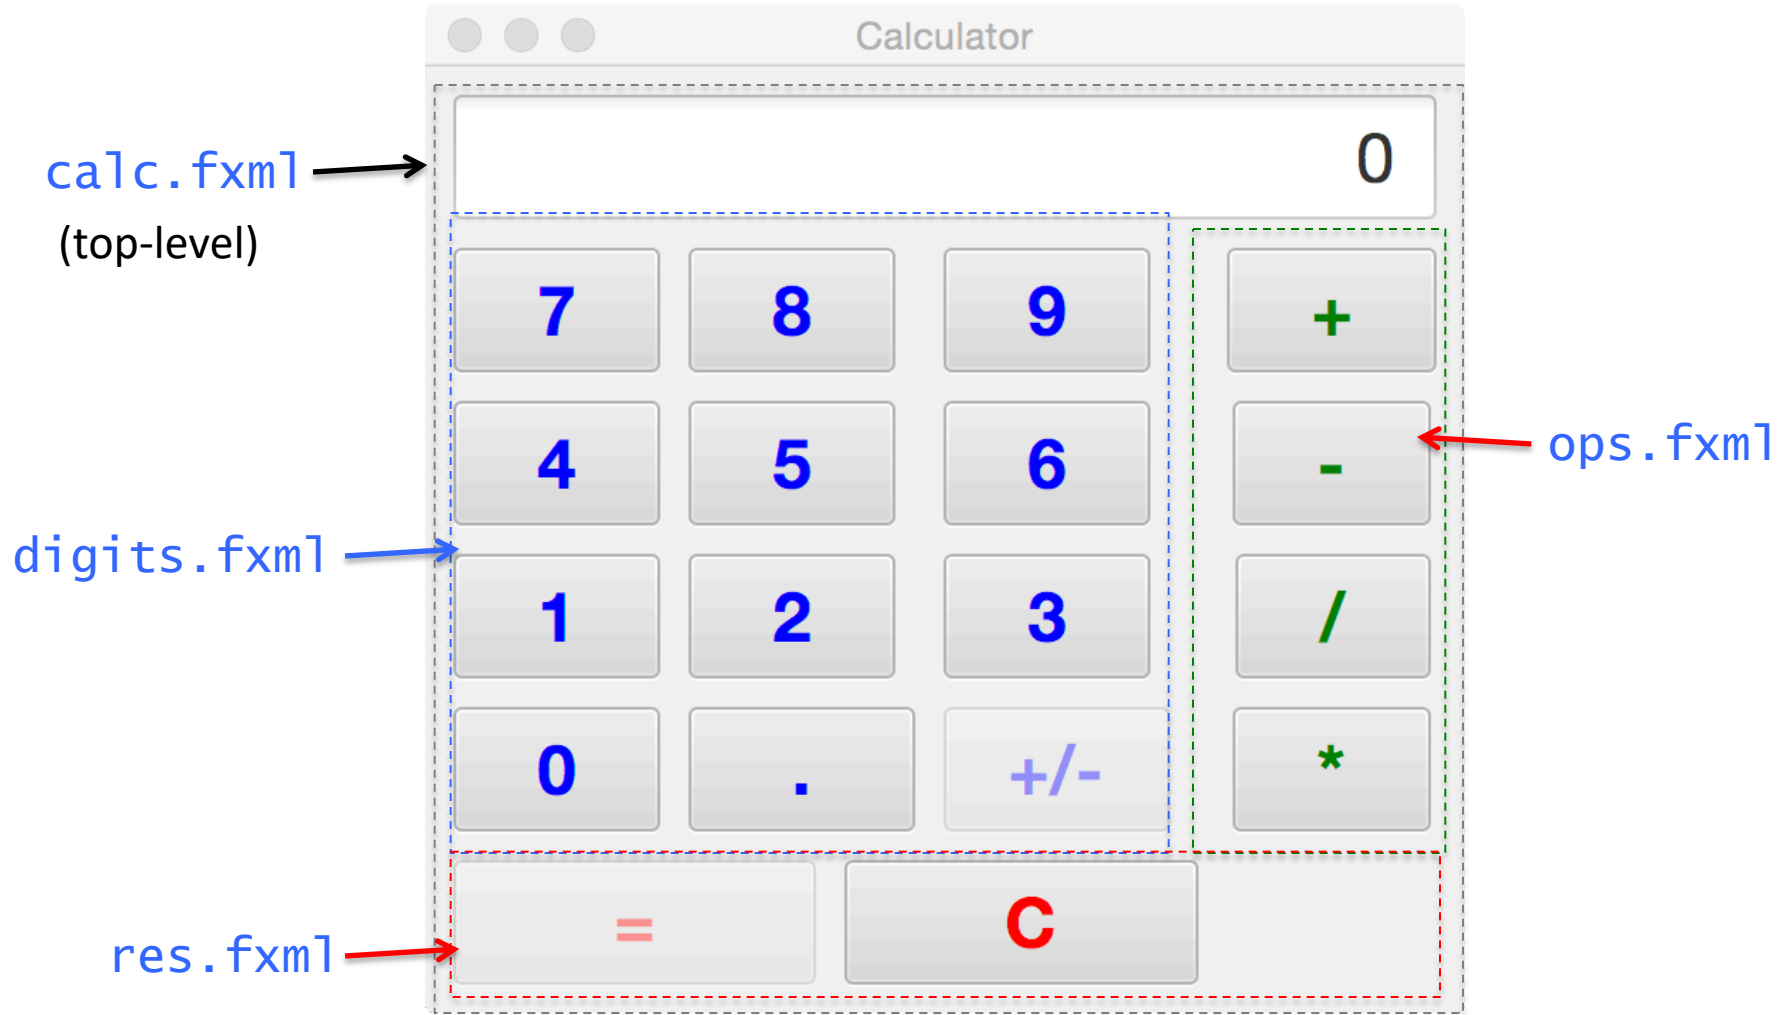 Calculator
0
calc.fxml
(top-level)
7 8 9 +
4 5 6 -
ops.fxml
digits.fxml
1 2 3 /
0 . +/- *
= C
res.fxml